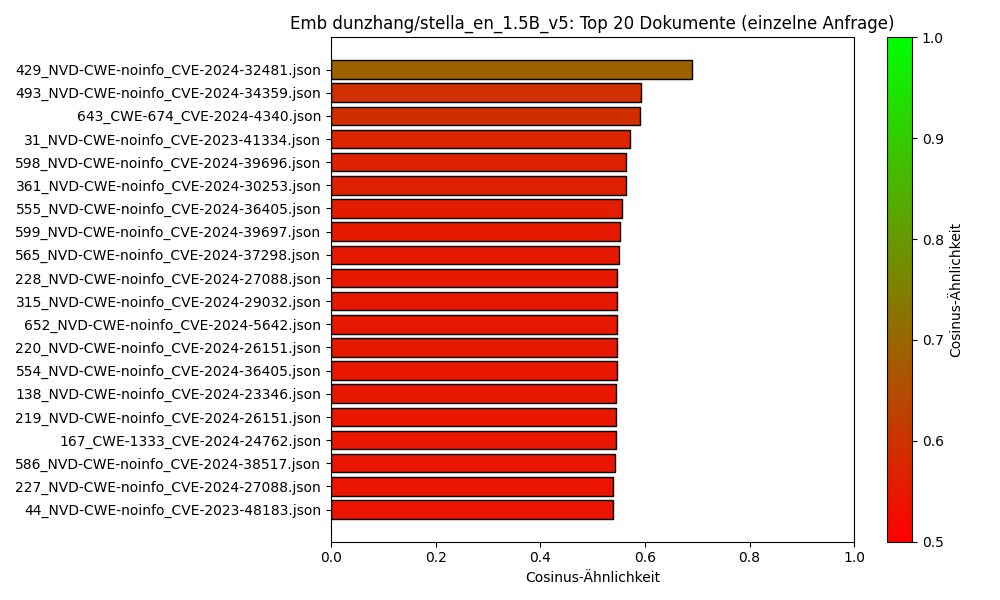 Emb dunzhang/stella_en_1.5B_v5: Top 20 Dokumente (einzelne Anfrage)
429_NVD-CWE-noinfo_CVE-2024-32481.json
493_NVD-CWE-noinfo_CVE-2024-34359.json
643_CWE-674_CVE-2024-4340.json
31_NVD-CWE-noinfo_CVE-2023-41334.json
598_NVD-CWE-noinfo_CVE-2024-39696.json
361_NVD-CWE-noinfo_CVE-2024-30253.json
555_NVD-CWE-noinfo_CVE-2024-36405.json
599_NVD-CWE-noinfo_CVE-2024-39697.json
565_NVD-CWE-noinfo_CVE-2024-37298.json
228_NVD-CWE-noinfo_CVE-2024-27088.json
315_NVD-CWE-noinfo_CVE-2024-29032.json
652_NVD-CWE-noinfo_CVE-2024-5642.json
220_NVD-CWE-noinfo_CVE-2024-26151.json
554_NVD-CWE-noinfo_CVE-2024-36405.json
138_NVD-CWE-noinfo_CVE-2024-23346.json
219_NVD-CWE-noinfo_CVE-2024-26151.json
167_CWE-1333_CVE-2024-24762.json
586_NVD-CWE-noinfo_CVE-2024-38517.json
227_NVD-CWE-noinfo_CVE-2024-27088.json
44_NVD-CWE-noinfo_CVE-2023-48183.json
0.0 0.2 0.4 0.6 0.8 1.0
Cosinus-Ähnlichkeit
1.0
0.9
0.8
0.7
0.6
0.5
Cosinus-Ähnlichkeit